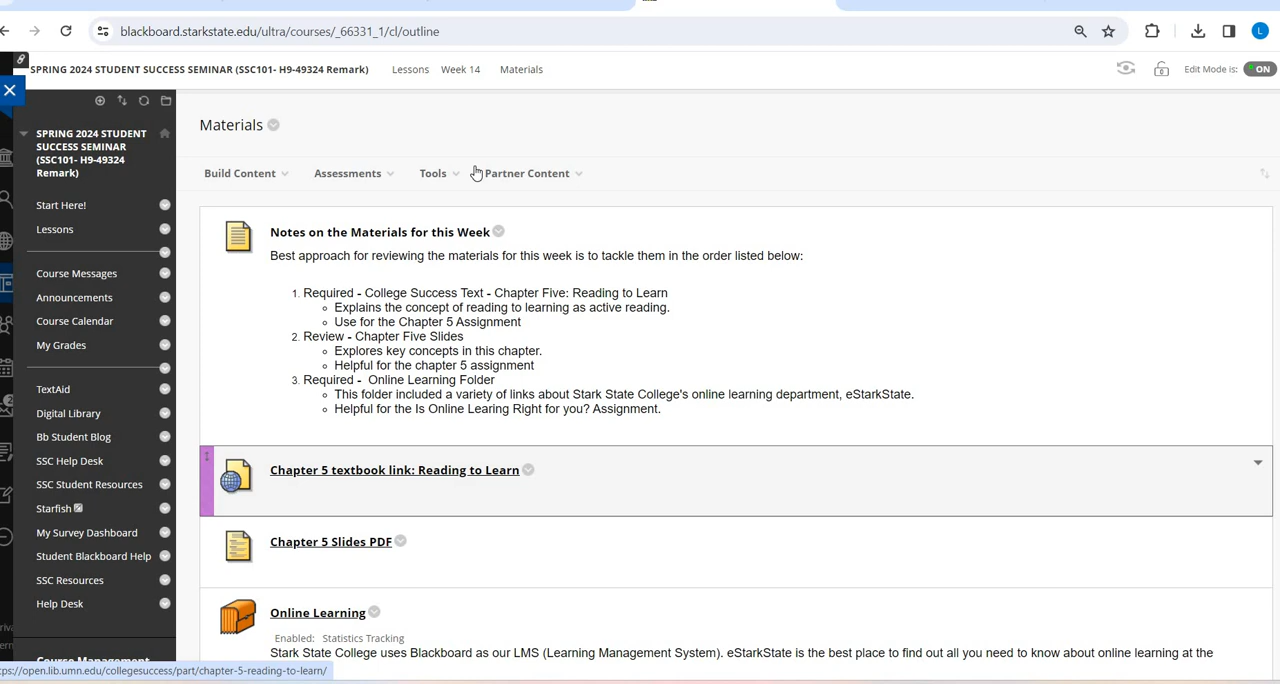 blackboard.starkstate.edu/ultra/courses/_66331_1/cl/outline
L
SPRING 2024 STUDENT SUCCESS SEMINAR (SSC101- H9-49324 Remark) Lessons Week 14 Materials Edit Mode is: ON
SPRING 2024 STUDENT
SUCCESS SEMINAR
(SSC101- H9-49324
Remark)
Start Here!
Lessons
Course Messages
Announcements
Course Calendar
My Grades
TextAid
Digital Library
Bb Student Blog
SSC Help Desk
SSC Student Resources
Starfish
My Survey Dashboard
Student Blackboard Help
SSC Resources
Help Desk
Course Management
Materials
Build Content Assessments Tools Partner Content
Notes on the Materials for this Week
Best approach for reviewing the materials for this week is to tackle them in the order listed below:
1. Required - College Success Text - Chapter Five: Reading to Learn
Explains the concept of reading to learning as active reading.
Use for the Chapter 5 Assignment
2. Review - Chapter Five Slides
Explores key concepts in this chapter.
Helpful for the chapter 5 assignment
3. Required - Online Learning Folder
This folder included a variety of links about Stark State College's online learning department, eStarkState.
Helpful for the Is Online Learing Right for you? Assignment.
Chapter 5 textbook link: Reading to Learn
Chapter 5 Slides PDF
Online Learning
Enabled: Statistics Tracking
Stark State College uses Blackboard as our LMS (Learning Management System). eStarkState is the best place to find out all you need to know about online learning at the
tps://open.lib.umn.edu/collegesuccess/part/chapter-5-reading-to-learn/